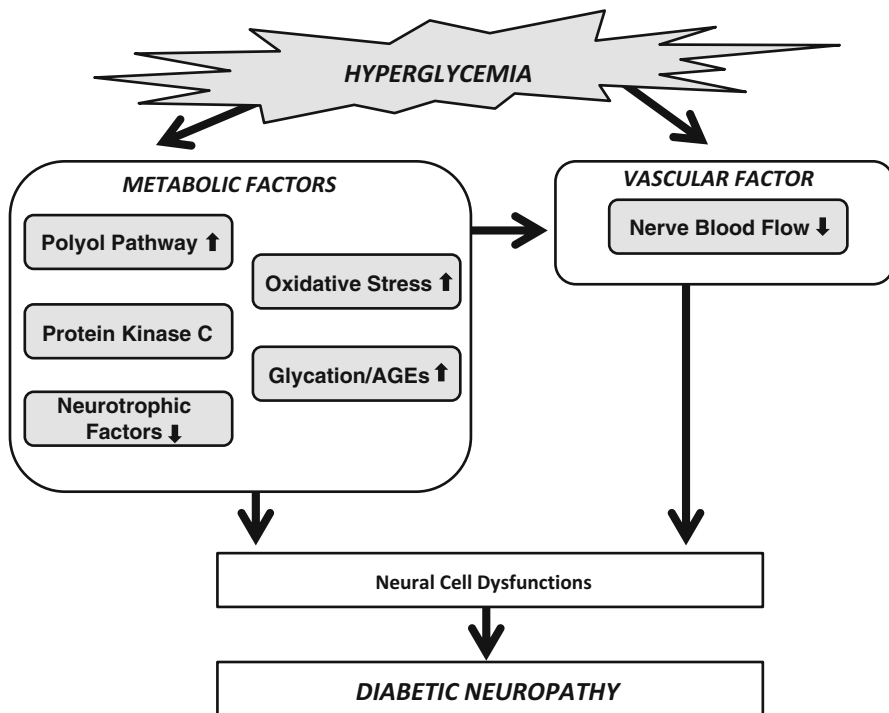 HYPERGLYCEMIA
METABOLIC FACTORS
Polyol Pathway ⬆
Oxidative Stress ⬆
Protein Kinase C
Glycation/AGEs ⬆
Neurotrophic
Factors ⬇
VASCULAR FACTOR
Nerve Blood Flow ⬇
Neural Cell Dysfunctions
DIABETIC NEUROPATHY